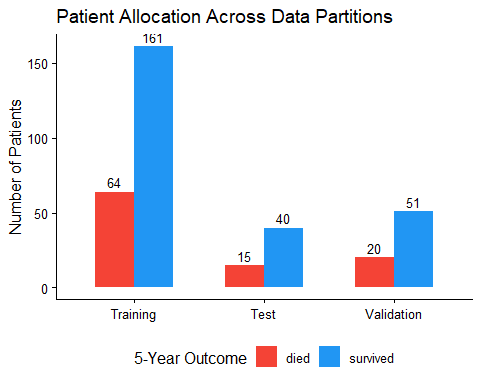 Patient Allocation Across Data Partitions
Number of Patients
150
100
50
0
64
161
15
40
20
51
Training
Test
Validation
5-Year Outcome died survived